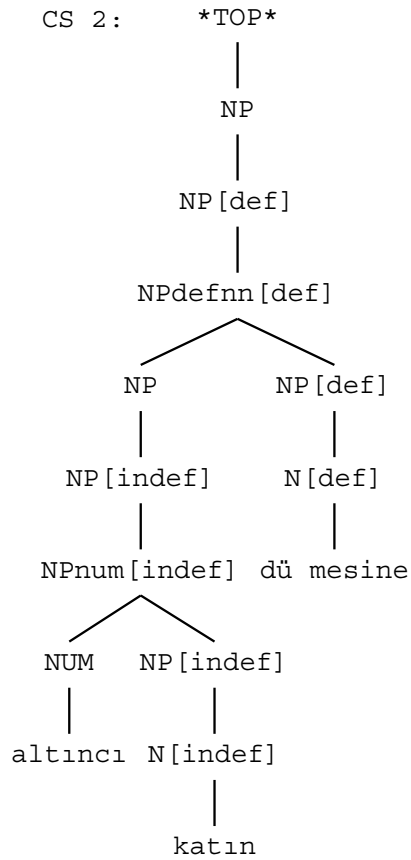 CS 2: *TOP*
NP
NP[def]
NPdefnn[def]
NP NP[def]
NP[indef] N[def]
NPnum[indef] dü mesine
NUM NP[indef]
altıncı N[indef]
katın